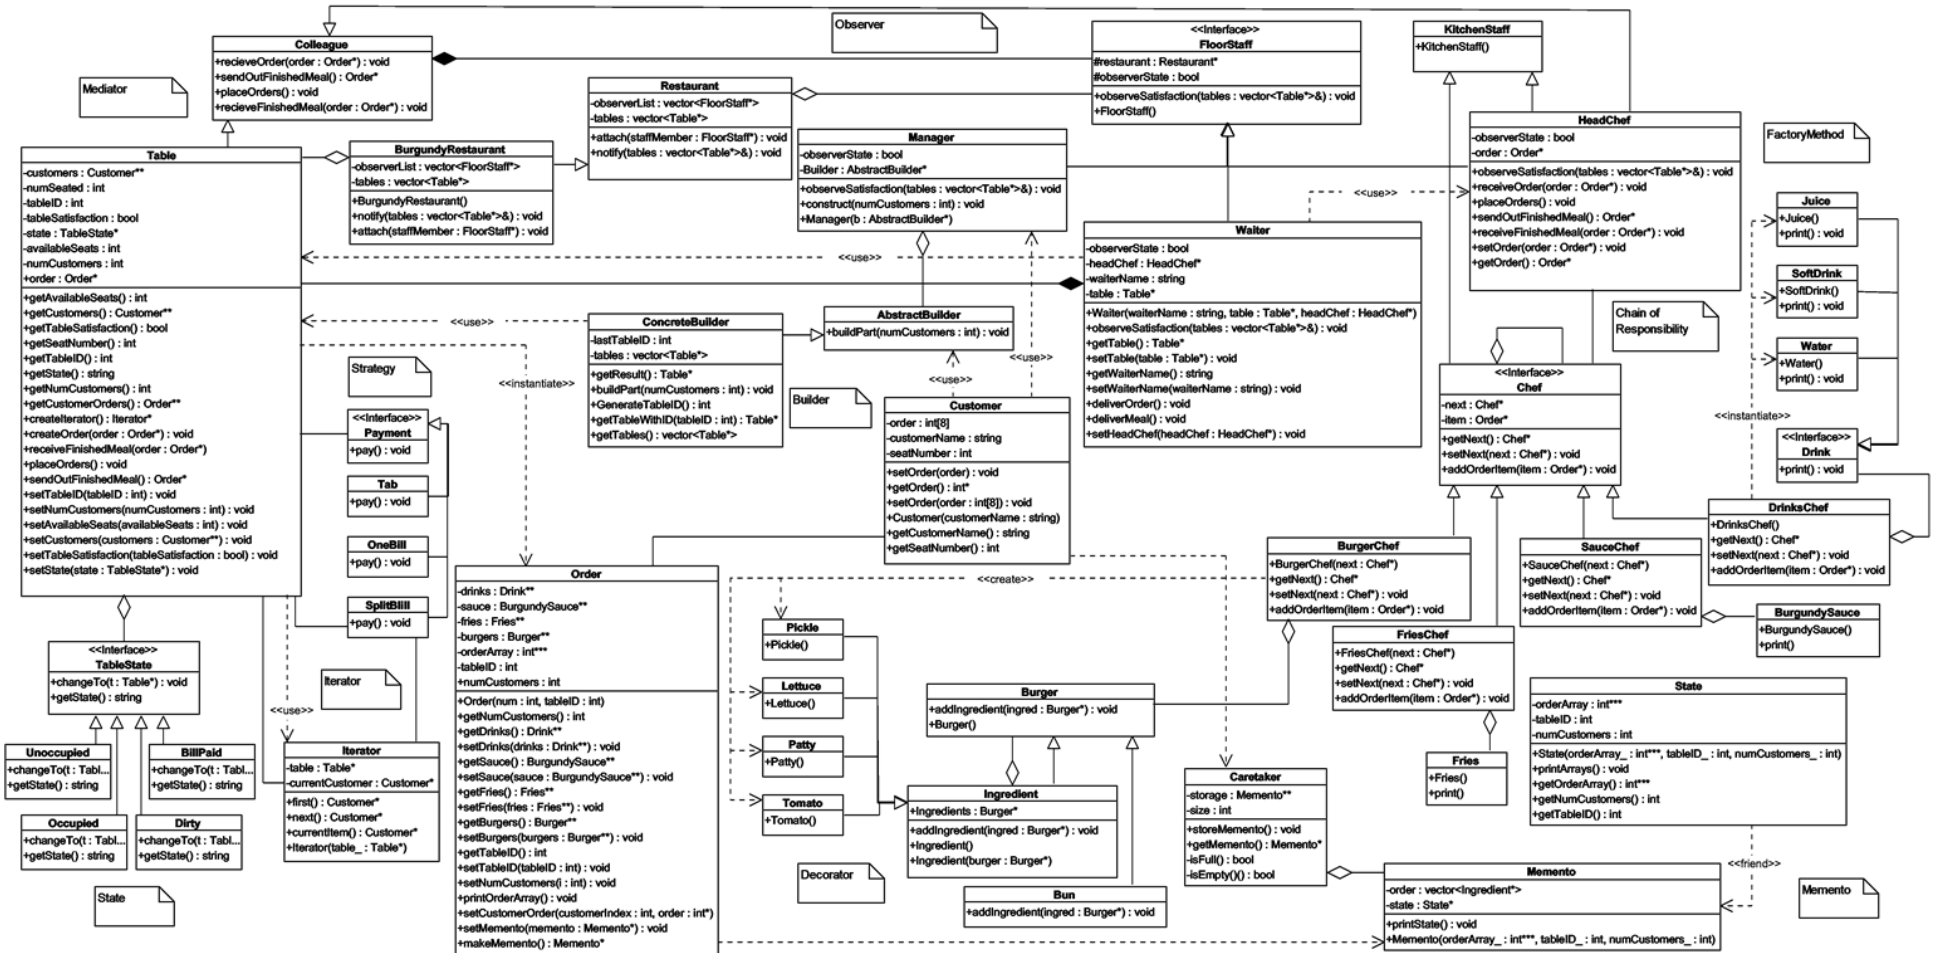 Observer
Mediator
Colleague
+recieveOrder(order : Order*) : void
+sendOutFinishedMeal() : Order*
+placeOrders() : void
+recieveFinishedMeal(order : Order*) : void
Restaurant
-observerList : vector<FloorStaff*>
-tables : vector<Table*>
+attach(staffMember : FloorStaff*) : void
+notify(tables : vector<Table*>&) : void
<<Interface>>
FloorStaff
#restaurant : Restaurant*
#observerState : bool
+observeSatisfaction(tables : vector<Table*>&) : void
+FloorStaff()
KitchenStaff
+KitchenStaff()
HeadChef
-observerState : bool
-order : Order*
+observeSatisfaction(tables : vector<Table*>&) : void
+receiveOrder(order : Order*) : void
+placeOrders() : void
+sendOutFinishedMeal() : Order*
+receiveFinishedMeal(order : Order*) : void
+setOrder(order : Order*) : void
+getOrder() : Order*
FactoryMethod
Table
-customers : Customer**
-numSeated : int
-tableID : int
-tableSatisfaction : bool
-state : TableState*
-availableSeats : int
-numCustomers : int
+order : Order*
+getAvailableSeats() : int
+getCustomers() : Customer**
+getTableSatisfaction() : bool
+getSeatNumber() : int
+getTableID() : int
+getState() : string
+getNumCustomers() : int
+getCustomerOrders() : Order**
+createIterator() : Iterator*
+createOrder(order : Order*) : void
+receiveFinishedMeal(order : Order*)
+placeOrders() : void
+sendOutFinishedMeal() : Order*
+setTableID(tableID : int) : void
+setNumCustomers(numCustomers : int) : void
+setAvailableSeats(availableSeats : int) : void
+setCustomers(customers : Customer**) : void
+setTableSatisfaction(tableSatisfaction : bool) : void
+setState(state : TableState*) : void
BurgundyRestaurant
-observerList : vector<FloorStaff*>
-tables : vector<Table*>
+BurgundyRestaurant()
+notify(tables : vector<Table*>&) : void
+attach(staffMember : FloorStaff*) : void
Manager
-observerState : bool
-Builder : AbstractBuilder*
+observeSatisfaction(tables : vector<Table*>&) : void
+construct(numCustomers : int) : void
+Manager(b : AbstractBuilder*)
<<use>>
Waiter
-observerState : bool
-headChef : HeadChef*
-waiterName : string
-table : Table*
+Waiter(waiterName : string, table : Table*, headChef : HeadChef*)
+observeSatisfaction(tables : vector<Table*>&) : void
+getTable() : Table*
+setTable(table : Table*) : void
+getWaiterName() : string
+setWaiterName(waiterName : string) : void
+deliverOrder() : void
+deliverMeal() : void
+setHeadChef(headChef : HeadChef*) : void
<<use>>
Juice
+Juice()
+print() : void
SoftDrink
+SoftDrink()
+print() : void
Water
+Water()
+print() : void
<<instantiate>>
<<Interface>>
Drink
+print() : void
Chain of
Responsibility
<<Interface>>
Chef
-next : Chef*
-item : Order*
+getNext() : Chef*
+setNext(next : Chef*) : void
+addOrderItem(item : Order*) : void
AbstractBuilder
+buildPart(numCustomers : int) : void
<<use>>
ConcreteBuilder
-lastTableID : int
-tables : vector<Table*>
+getResult() : Table*
+buildPart(numCustomers : int) : void
+GenerateTableID() : int
+getTableWithID(tableID : int) : Table*
+getTables() : vector<Table*>
<<instantiate>>
<<use>>
<<use>>
Builder
Strategy
<<Interface>>
Payment
+pay() : void
Tab
+pay() : void
OneBill
+pay() : void
SplitBlill
+pay() : void
Customer
-order : int[8]
-customerName : string
-seatNumber : int
+setOrder(order) : void
+getOrder() : int*
+setOrder(order : int[8]) : void
+Customer(customerName : string)
+getCustomerName() : string
+getSeatNumber() : int
DrinksChef
+DrinksChef()
+getNext() : Chef*
+setNext(next : Chef*) : void
+addOrderItem(item : Order*) : void
BurgerChef
+BurgerChef(next : Chef*)
+getNext() : Chef*
+setNext(next : Chef*) : void
+addOrderItem(item : Order*) : void
SauceChef
+SauceChef(next : Chef*)
+getNext() : Chef*
+setNext(next : Chef*) : void
+addOrderItem(item : Order*) : void
BurgundySauce
+BurgundySauce()
+print()
FriesChef
+FriesChef(next : Chef*)
+getNext() : Chef*
+setNext(next : Chef*) : void
+addOrderItem(item : Order*) : void
Fries
+Fries()
+print()
<<create>>
Order
-drinks : Drink**
-sauce : BurgundySauce**
-fries : Fries**
-burgers : Burger**
-orderArray : int***
-tableID : int
-numCustomers : int
+Order(num : int, tableID : int)
+getNumCustomers() : int
+getDrinks() : Drink**
+setDrinks(drinks : Drink**) : void
+getSauce() : BurgundySauce**
+setSauce(sauce : BurgundySauce**) : void
+getFries() : Fries**
+setFries(fries : Fries**) : void
+getBurgers() : Burger**
+setBurgers(burgers : Burger**) : void
+getTableID() : int
+setTableID(tableID : int) : void
+setNumCustomers(i : int) : void
+printOrderArray() : void
+setCustomerOrder(customerIndex : int, order : int*)
+setMemento(memento : Memento*) : void
+makeMemento() : Memento*
Pickle
+Pickle()
Lettuce
+Lettuce()
Patty
+Patty()
Tomato
+Tomato()
Burger
+addIngredient(ingred : Burger*) : void
+Burger()
Ingredient
+Ingredients : Burger*
+addIngredient(ingred : Burger*) : void
+Ingredient()
+Ingredient(burger : Burger*)
Bun
+addIngredient(ingred : Burger*) : void
Decorator
<<Interface>>
TableState
+changeTo(t : Table*) : void
+getState() : string
Unoccupied
+changeTo(t : Tabl...
+getState() : string
BillPaid
+changeTo(t : Tabl...
+getState() : string
Occupied
+changeTo(t : Tabl...
+getState() : string
Dirty
+changeTo(t : Tabl...
+getState() : string
State
Iterator
<<use>>
Iterator
-table : Table*
-currentCustomer : Customer*
+first() : Customer*
+next() : Customer*
+currentItem() : Customer*
+Iterator(table_ : Table*)
Caretaker
-storage : Memento**
-size : int
+storeMemento() : void
+getMemento() : Memento*
-isFull() : bool
-isEmpty()() : bool
State
-orderArray : int***
-tableID : int
-numCustomers : int
+State(orderArray_ : int***, tableID_ : int, numCustomers_ : int)
+printArrays() : void
+getOrderArray() : int***
+getNumCustomers() : int
+getTableID() : int
<<friend>>
Memento
-order : vector<Ingredient*>
-state : State*
+printState() : void
+Memento(orderArray_ : int***, tableID_ : int, numCustomers_ : int)
Memento